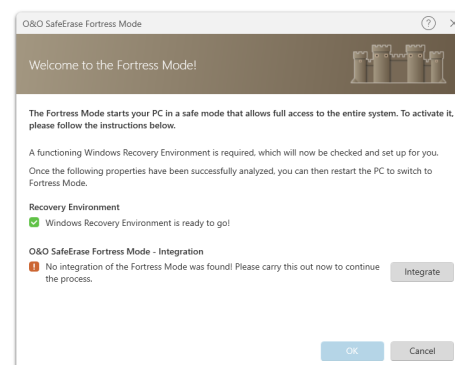 O&O SafeErase Fortress Mode
?
Welcome to the Fortress Mode!
The Fortress Mode starts your PC in a safe mode that allows full access to the entire system. To activate it,
please follow the instructions below.
A functioning Windows Recovery Environment is required, which will now be checked and set up for you.
Once the following properties have been successfully analyzed, you can then restart the PC to switch to
Fortress Mode.
Recovery Environment
Windows Recovery Environment is ready to go!
O&O SafeErase Fortress Mode - Integration
! No integration of the Fortress Mode was found! Please carry this out now to continue
the process.
Integrate
OK
Cancel